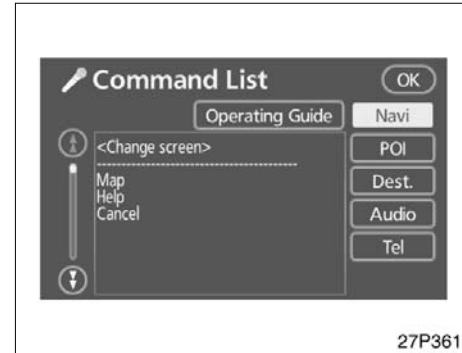 Command List OK
Operating Guide Navi
<Change screen> POI
----------------------------------------
Map Dest.
Help
Cancel Audio
Tel
27P361